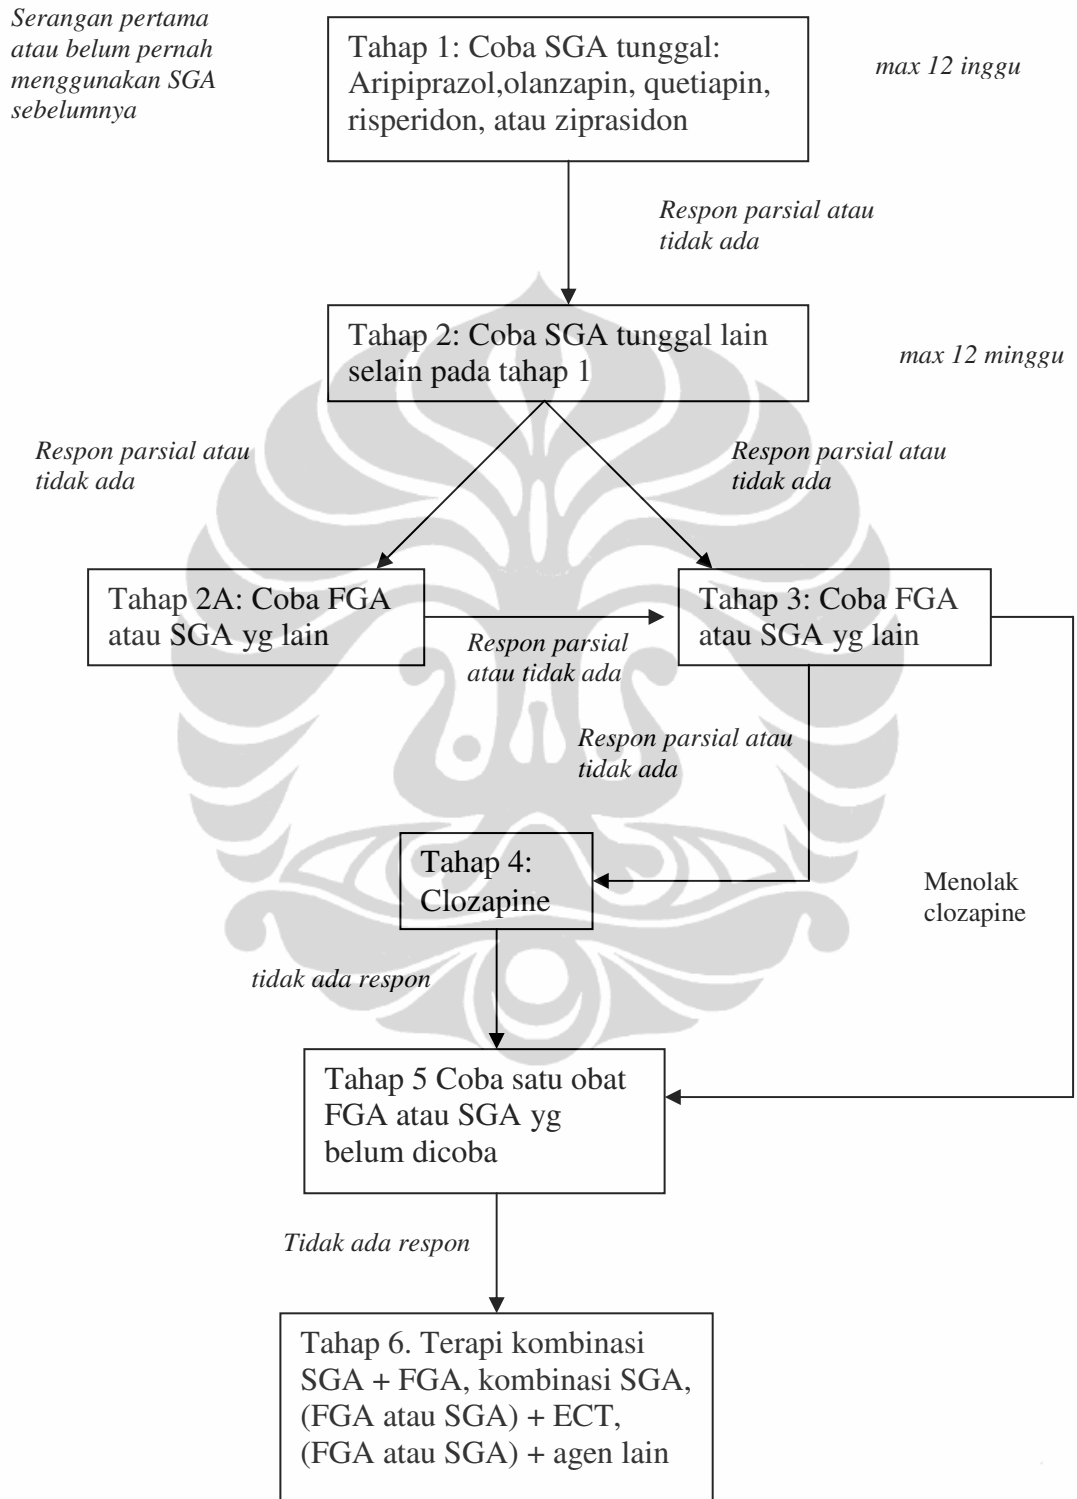 Serangan pertama
atau belum pernah
menggunakan SGA
sebelumnya
Tahap 1: Coba SGA tunggal:
Aripiprazol,olanzapin, quetiapin,
risperidon, atau ziprasidon
max 12 inggu
Respon parsial atau
tidak ada
Tahap 2: Coba SGA tunggal lain
selain pada tahap 1
max 12 minggu
Respon parsial atau
tidak ada
Respon parsial atau
tidak ada
Tahap 2A: Coba FGA
atau SGA yg lain
Respon parsial
atau tidak ada
Tahap 3: Coba FGA
atau SGA yg lain
Respon parsial atau
tidak ada
Tahap 4:
Clozapine
Menolak
clozapine
tidak ada respon
Tahap 5 Coba satu obat
FGA atau SGA yg
belum dicoba
Tidak ada respon
Tahap 6. Terapi kombinasi
SGA + FGA, kombinasi SGA,
(FGA atau SGA) + ECT,
(FGA atau SGA) + agen lain